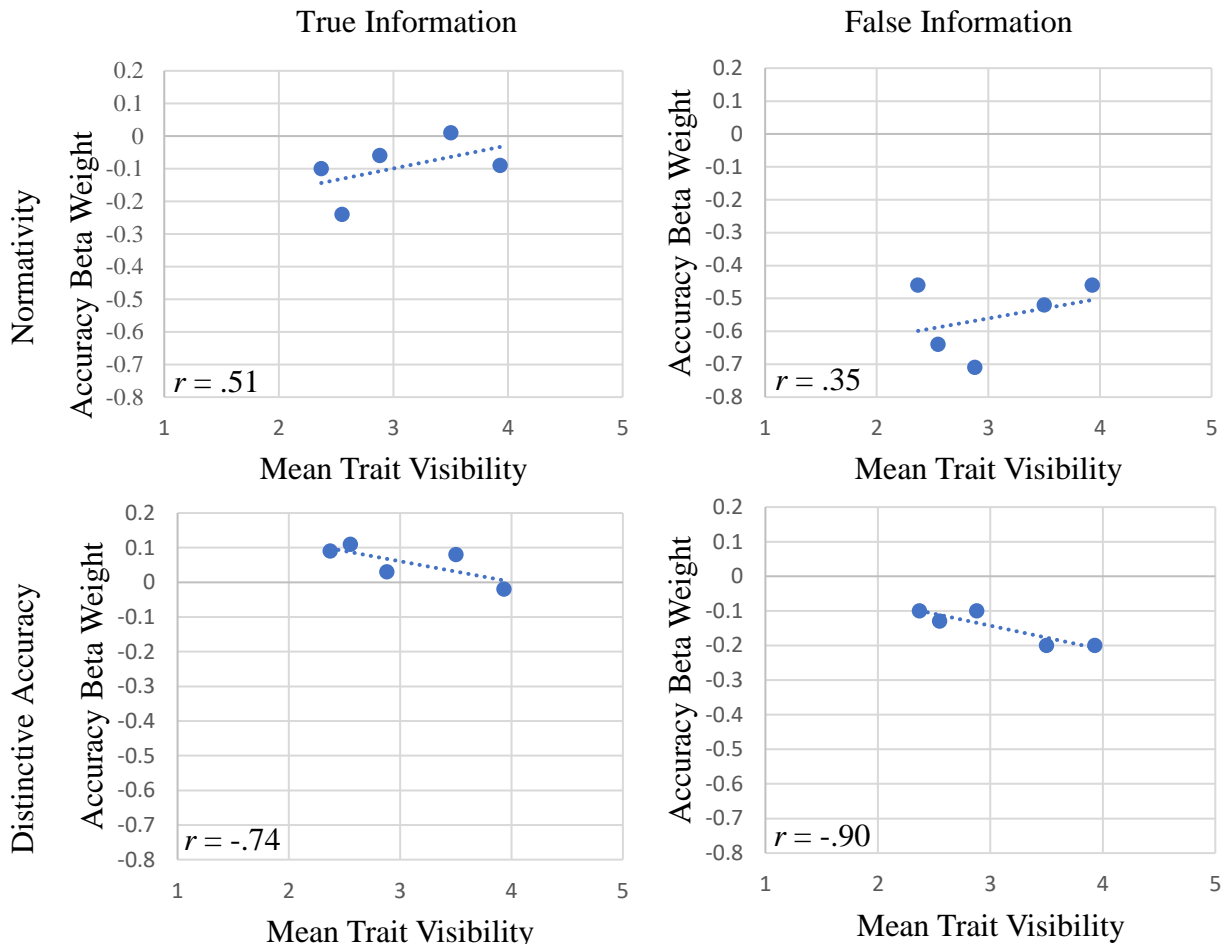 True Information
False Information
Normativity
Accuracy Beta Weight
0.2
0.1
0
-0.1
-0.2
-0.3
-0.4
-0.5
-0.6
-0.7
-0.8
r = .51
1 2 3 4 5
Mean Trait Visibility
Accuracy Beta Weight
0.2
0.1
0
-0.1
-0.2
-0.3
-0.4
-0.5
-0.6
-0.7
-0.8
r = .35
1 2 3 4 5
Mean Trait Visibility
Distinctive Accuracy
Accuracy Beta Weight
0.2
0.1
0
-0.1
-0.2
-0.3
-0.4
-0.5
-0.6
-0.7
-0.8
r = -.74
1 2 3 4 5
Mean Trait Visibility
Accuracy Beta Weight
0.2
0.1
0
-0.1
-0.2
-0.3
-0.4
-0.5
-0.6
-0.7
-0.8
r = -.90
1 2 3 4 5
Mean Trait Visibility